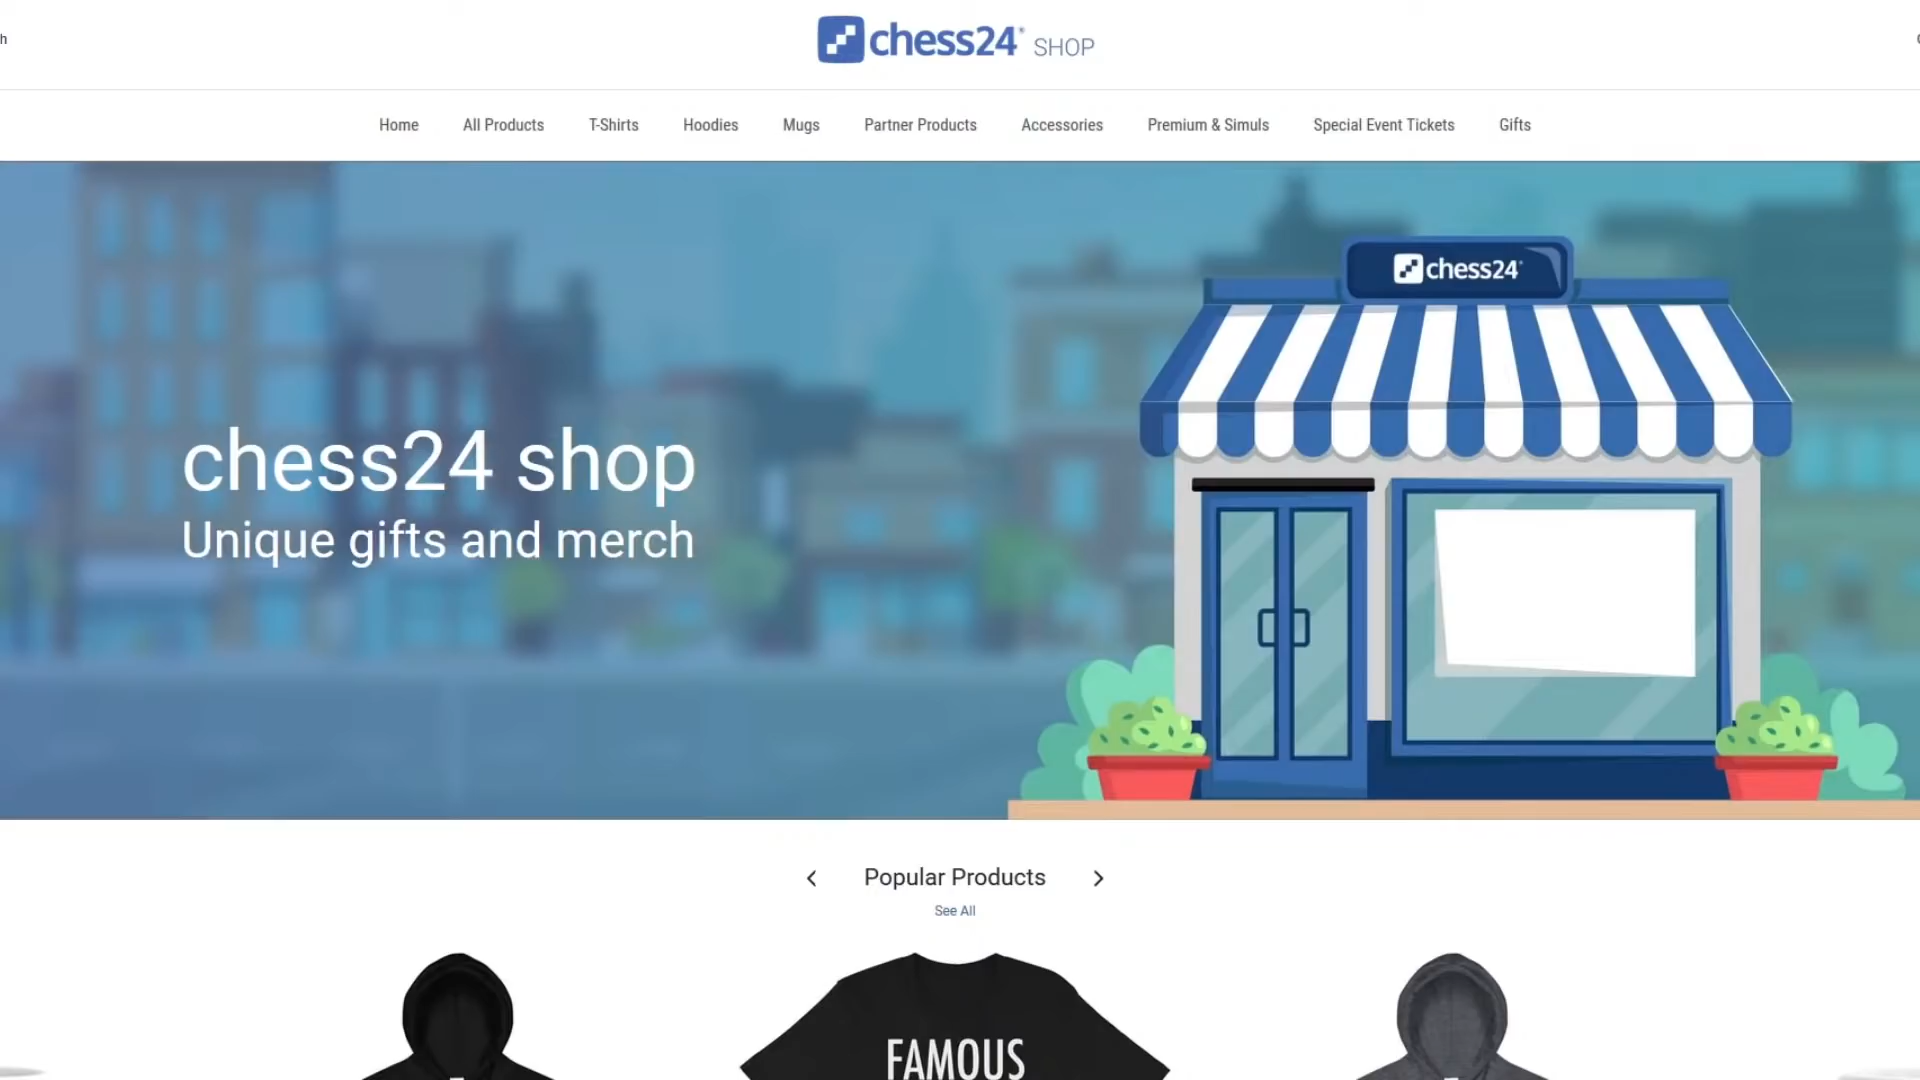 h
chess24 SHOP
Home All Products T-Shirts Hoodies Mugs Partner Products Accessories Premium & Simuls Special Event Tickets Gifts
chess24
chess24 shop
Unique gifts and merch
Popular Products
See All
FAMOUS